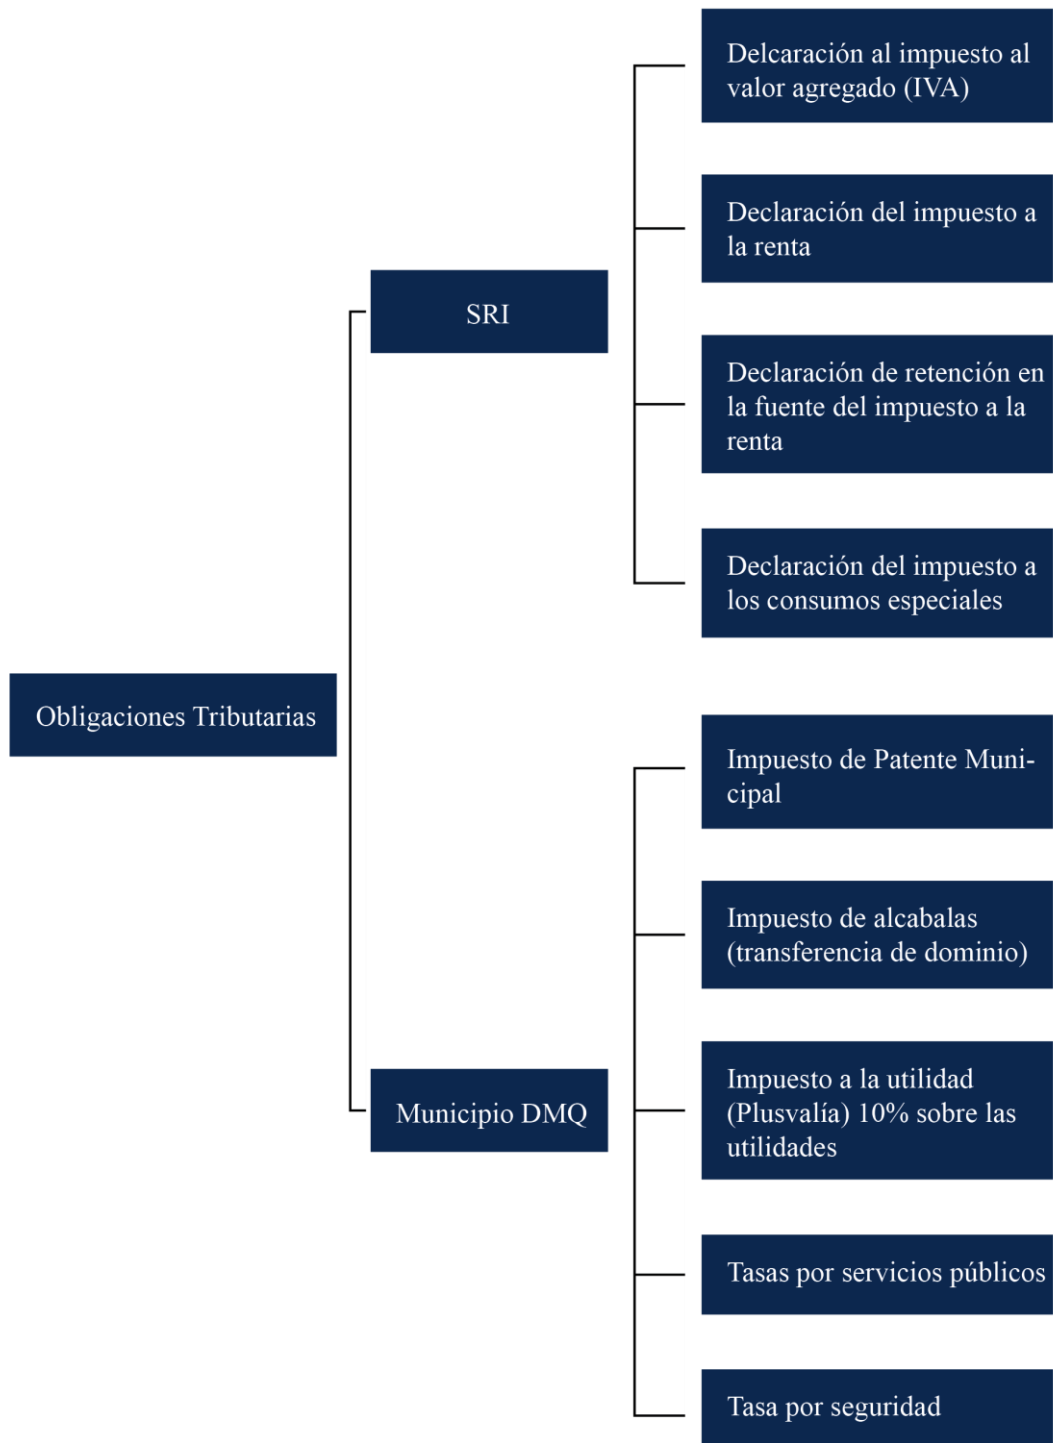 Obligaciones Tributarias
SRI
Delcaración al impuesto al
valor agregado (IVA)
Declaración del impuesto a
la renta
Declaración de retención en
la fuente del impuesto a la
renta
Declaración del impuesto a
los consumos especiales
Municipio DMQ
Impuesto de Patente Muni-
cipal
Impuesto de alcabalas
(transferencia de dominio)
Impuesto a la utilidad
(Plusvalía) 10% sobre las
utilidades
Tasas por servicios públicos
Tasa por seguridad